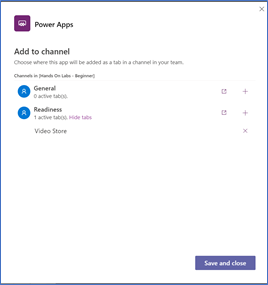 Power Apps
Add to channel
Choose where this app will be added as a tab in a channel in your team.
Channels in [Hands On Labs - Beginner]
General
0 active tab(s).
Readiness
1 active tab(s). Hide tabs
Video Store
Save and close